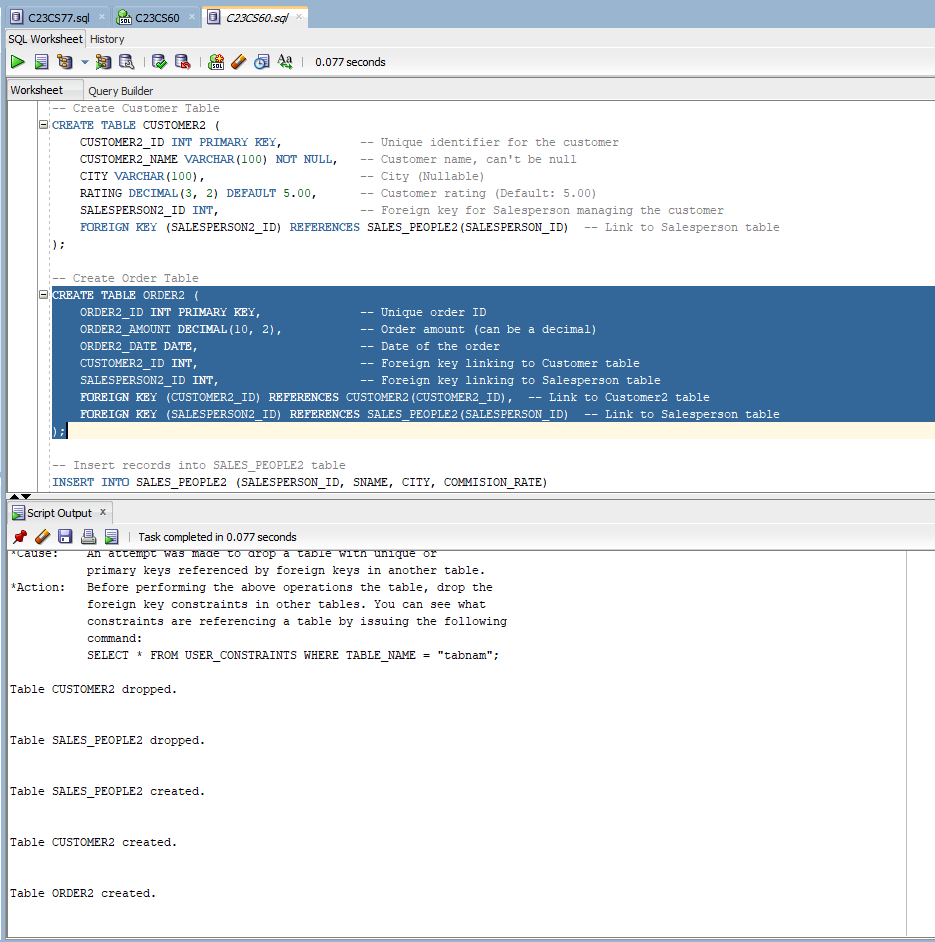 C23CS77.sql × C23CS60 × C23CS60.sql ×
SQL Worksheet History
0.077 seconds
Worksheet Query Builder
-- Create Customer Table
CREATE TABLE CUSTOMER2 (
    CUSTOMER2_ID INT PRIMARY KEY,           -- Unique identifier for the customer
    CUSTOMER2_NAME VARCHAR(100) NOT NULL,   -- Customer name, can't be null
    CITY VARCHAR(100),                      -- City (Nullable)
    RATING DECIMAL(3, 2) DEFAULT 5.00,      -- Customer rating (Default: 5.00)
    SALESPERSON2_ID INT,                    -- Foreign key for Salesperson managing the customer
    FOREIGN KEY (SALESPERSON2_ID) REFERENCES SALES_PEOPLE2(SALESPERSON_ID)  -- Link to Salesperson table
);
-- Create Order Table
CREATE TABLE ORDER2 (
    ORDER2_ID INT PRIMARY KEY,              -- Unique order ID
    ORDER2_AMOUNT DECIMAL(10, 2),           -- Order amount (can be a decimal)
    ORDER2_DATE DATE,                       -- Date of the order
    CUSTOMER2_ID INT,                       -- Foreign key linking to Customer table
    SALESPERSON2_ID INT,                    -- Foreign key linking to Salesperson table
    FOREIGN KEY (CUSTOMER2_ID) REFERENCES CUSTOMER2(CUSTOMER2_ID),  -- Link to Customer2 table
    FOREIGN KEY (SALESPERSON2_ID) REFERENCES SALES_PEOPLE2(SALESPERSON_ID)  -- Link to Salesperson table
);
-- Insert records into SALES_PEOPLE2 table
INSERT INTO SALES_PEOPLE2 (SALESPERSON_ID, SNAME, CITY, COMMISION_RATE)
Script Output ×
Task completed in 0.077 seconds
*Cause:    An attempt was made to drop a table with unique or
           primary keys referenced by foreign keys in another table.
*Action:   Before performing the above operations the table, drop the
           foreign key constraints in other tables. You can see what
           constraints are referencing a table by issuing the following
           command:
           SELECT * FROM USER_CONSTRAINTS WHERE TABLE_NAME = "tabnam";
Table CUSTOMER2 dropped.
Table SALES_PEOPLE2 dropped.
Table SALES_PEOPLE2 created.
Table CUSTOMER2 created.
Table ORDER2 created.